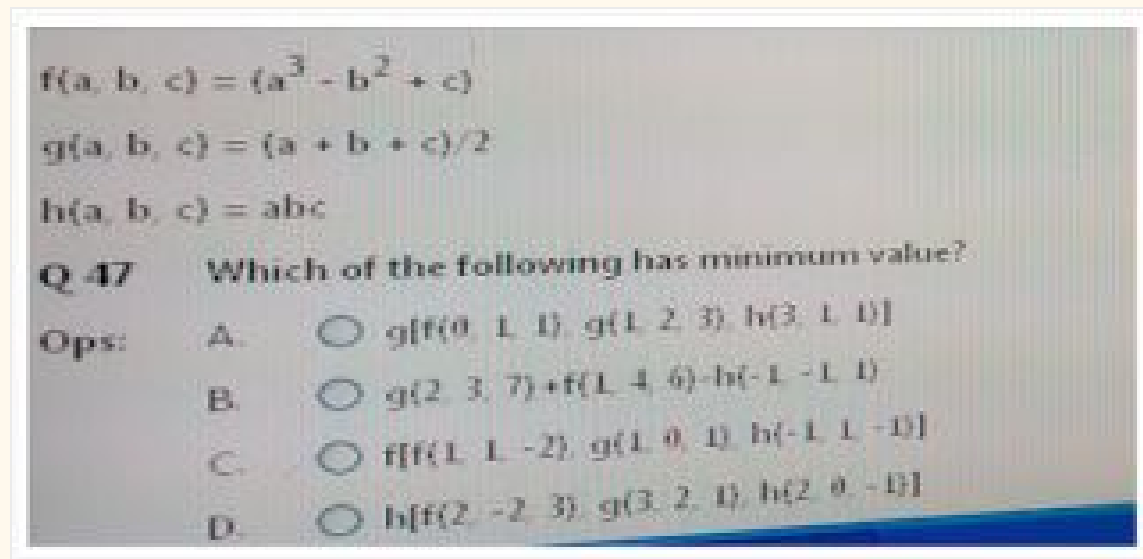 f(a, b, c) = (a³ - b² + c)
g(a, b, c) = (a + b + c)/2
h(a, b, c) = abc
Q 47 Which of the following has minimum value?
Ops: A. g[f(0, 1, 1), g(1, 2, 3), h(3, 1, 1)]
B. g(2, 3, 7)+f(1, 4, 6)-h(-1, -1, 1)
C. f[f(1, 1, -2), g(1, 0, 1), h(-1, 1, -1)]
D. h[f(2, -2, 3), g(3, 2, 1), h(2, 0, -1)]